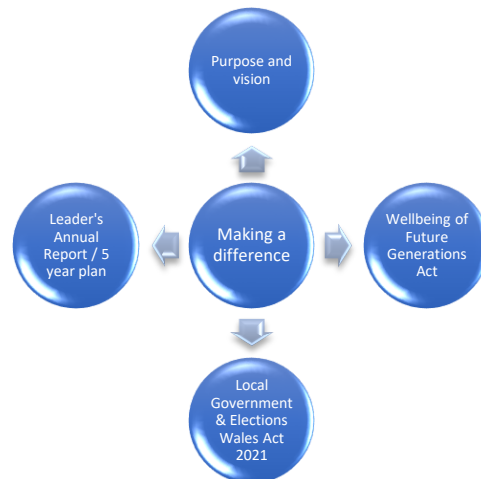 Purpose and
vision
Leader's
Annual
Report / 5
year plan
Making a
difference
Wellbeing of
Future
Generations
Act
Local
Government
& Elections
Wales Act
2021